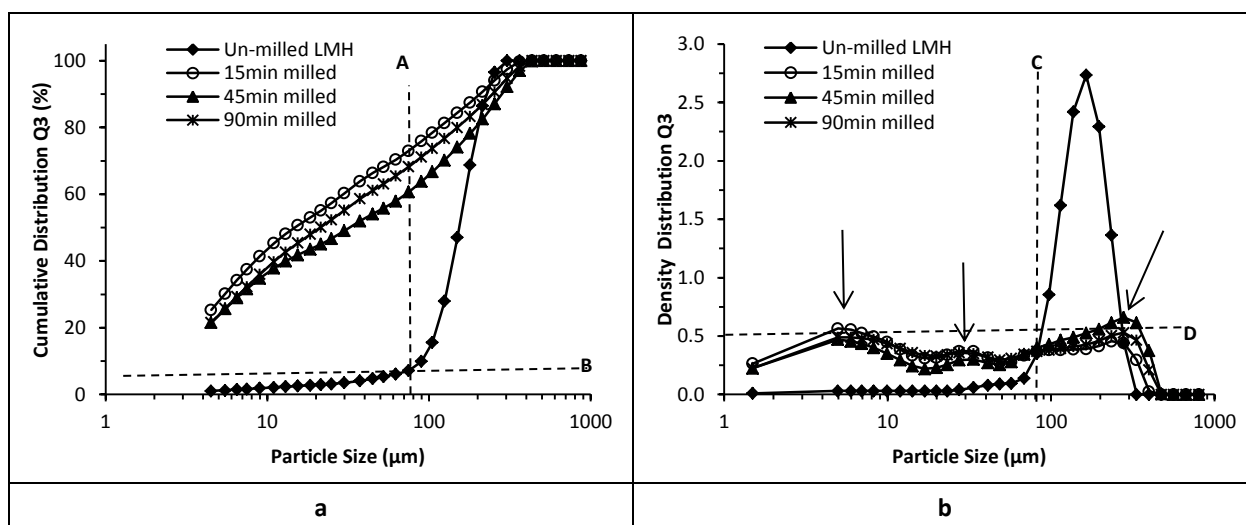 Un-milled LMH
15min milled
45min milled
90min milled
A
B
Cumulative Distribution Q3 (%)
100
80
60
40
20
0
1
10
100
1000
Particle Size (µm)
a
Un-milled LMH
15min milled
45min milled
90min milled
C
D
Density Distribution Q3
3.0
2.5
2.0
1.5
1.0
0.5
0.0
1
10
100
1000
Particle Size (µm)
b